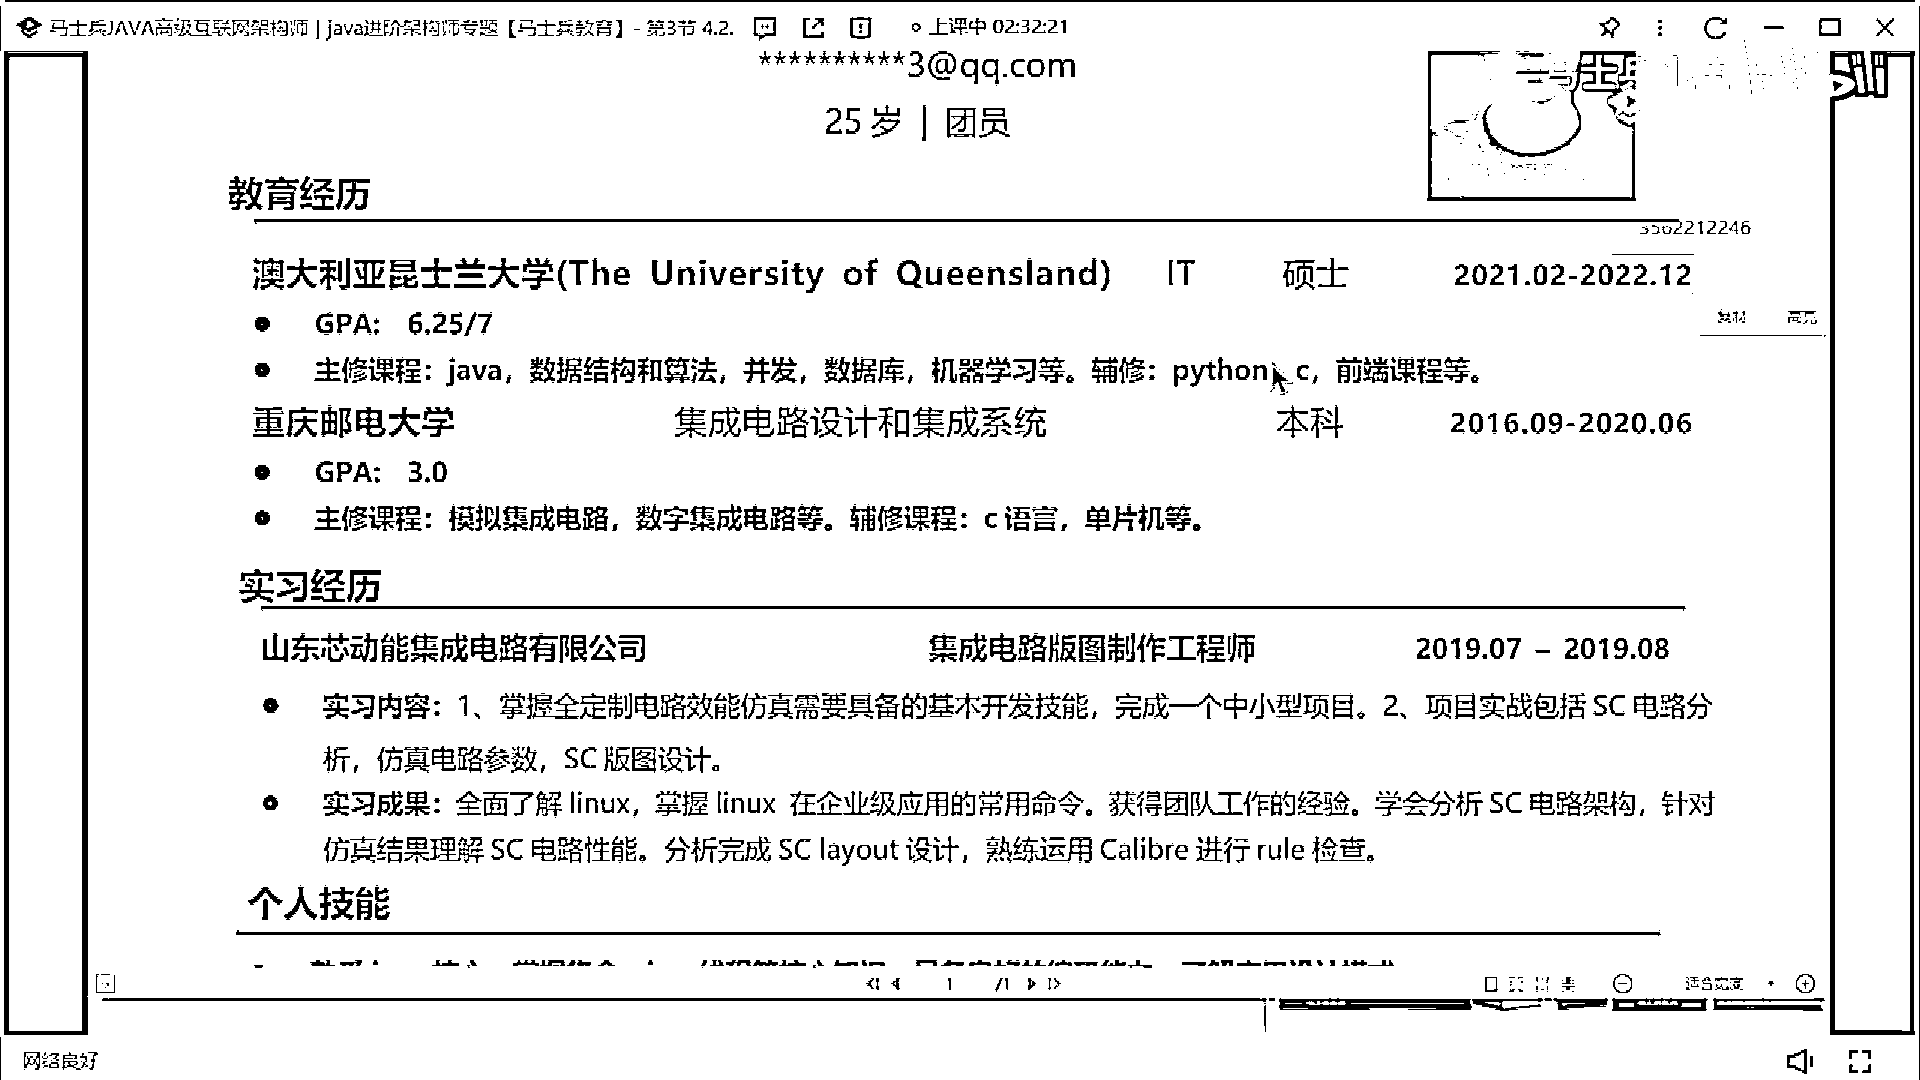 马士兵JAVA高级互联网架构师 | java进阶架构师专题【马士兵教育】- 第3节 4.2. 上课中 02:32:21
**********3@qq.com
25 岁 | 团员
教育经历
3562212246
澳大利亚昆士兰大学(The University of Queensland) IT 硕士 2021.02-2022.12
GPA: 6.25/7
主修课程：java，数据结构和算法，并发，数据库，机器学习等。辅修：python，c，前端课程等。
重庆邮电大学 集成电路设计和集成系统 本科 2016.09-2020.06
GPA: 3.0
主修课程：模拟集成电路，数字集成电路等。辅修课程：c 语言，单片机等。
实习经历
山东芯动能集成电路有限公司 集成电路版图制作工程师 2019.07 – 2019.08
实习内容：1、掌握全定制电路效能仿真需要具备的基本开发技能，完成一个中小型项目。2、项目实战包括 SC 电路分
析，仿真电路参数，SC 版图设计。
实习成果：全面了解 linux，掌握 linux 在企业级应用的常用命令。获得团队工作的经验。学会分析 SC 电路架构，针对
仿真结果理解 SC 电路性能。分析完成 SC layout 设计，熟练运用 Calibre 进行 rule 检查。
个人技能
1 /1 适合宽度
网络良好